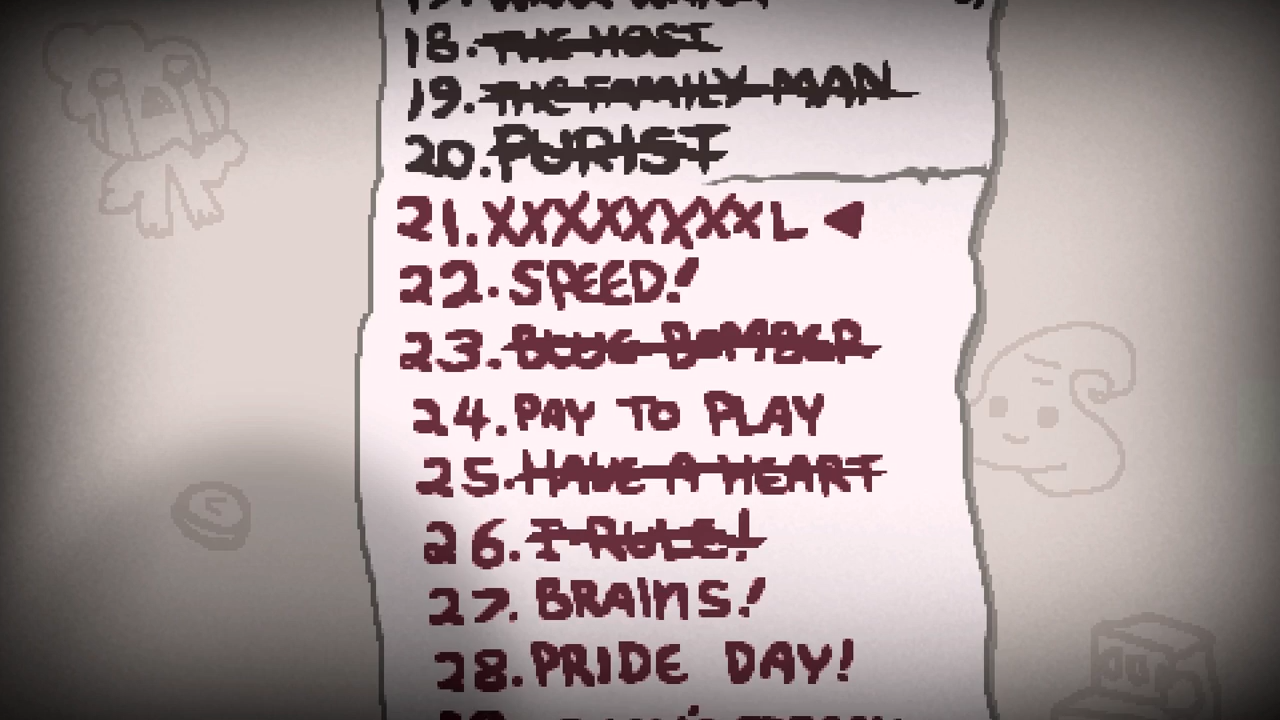 18. THE HOST
19. THE FAMILY MAN
20. PURIST
21. XXXXXXXXL
22. SPEED!
23. BLUE BOMBER
24. PAY TO PLAY
25. HAVE A HEART
26. I RULE!
27. BRAINS!
28. PRIDE DAY!